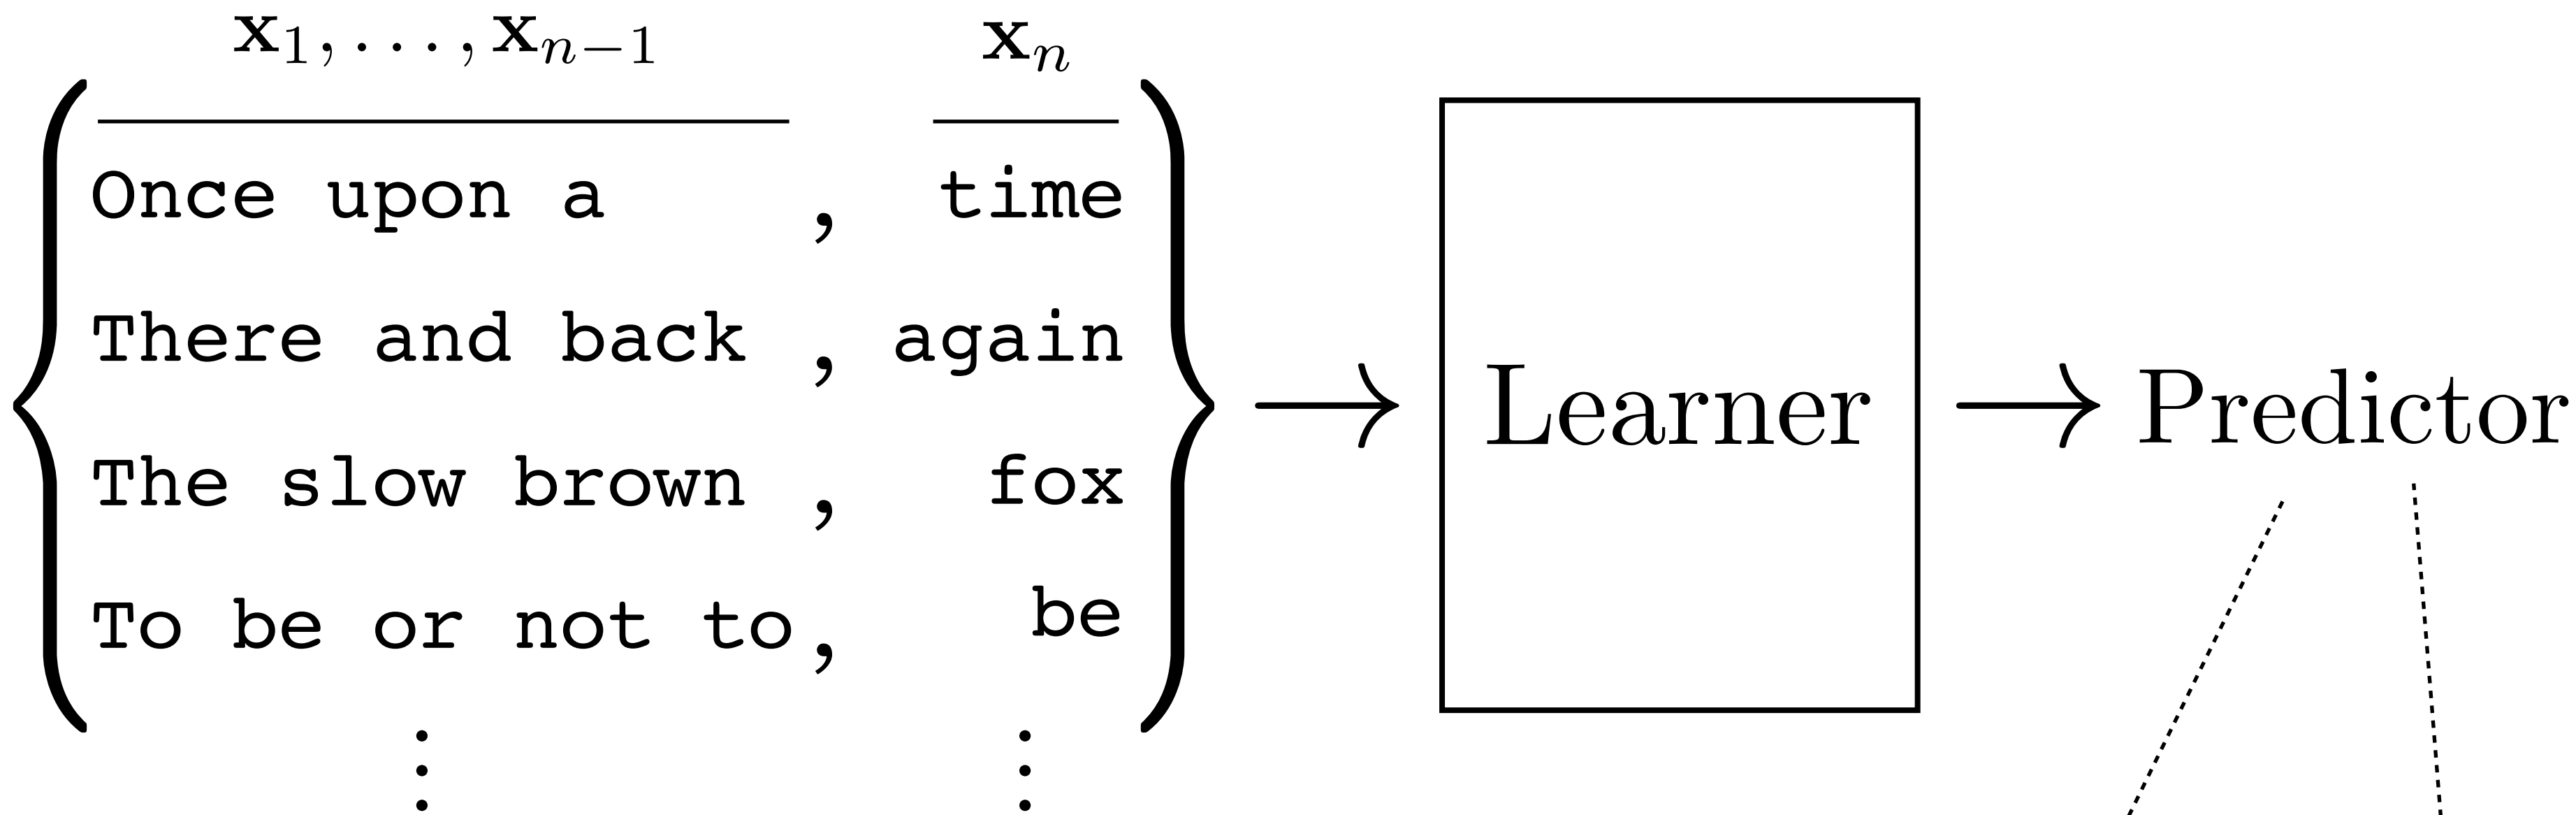 x₁, . . . , xₙ₋₁ xₙ
Once upon a , time
There and back , again
The slow brown , fox
To be or not to, be
Learner
Predictor